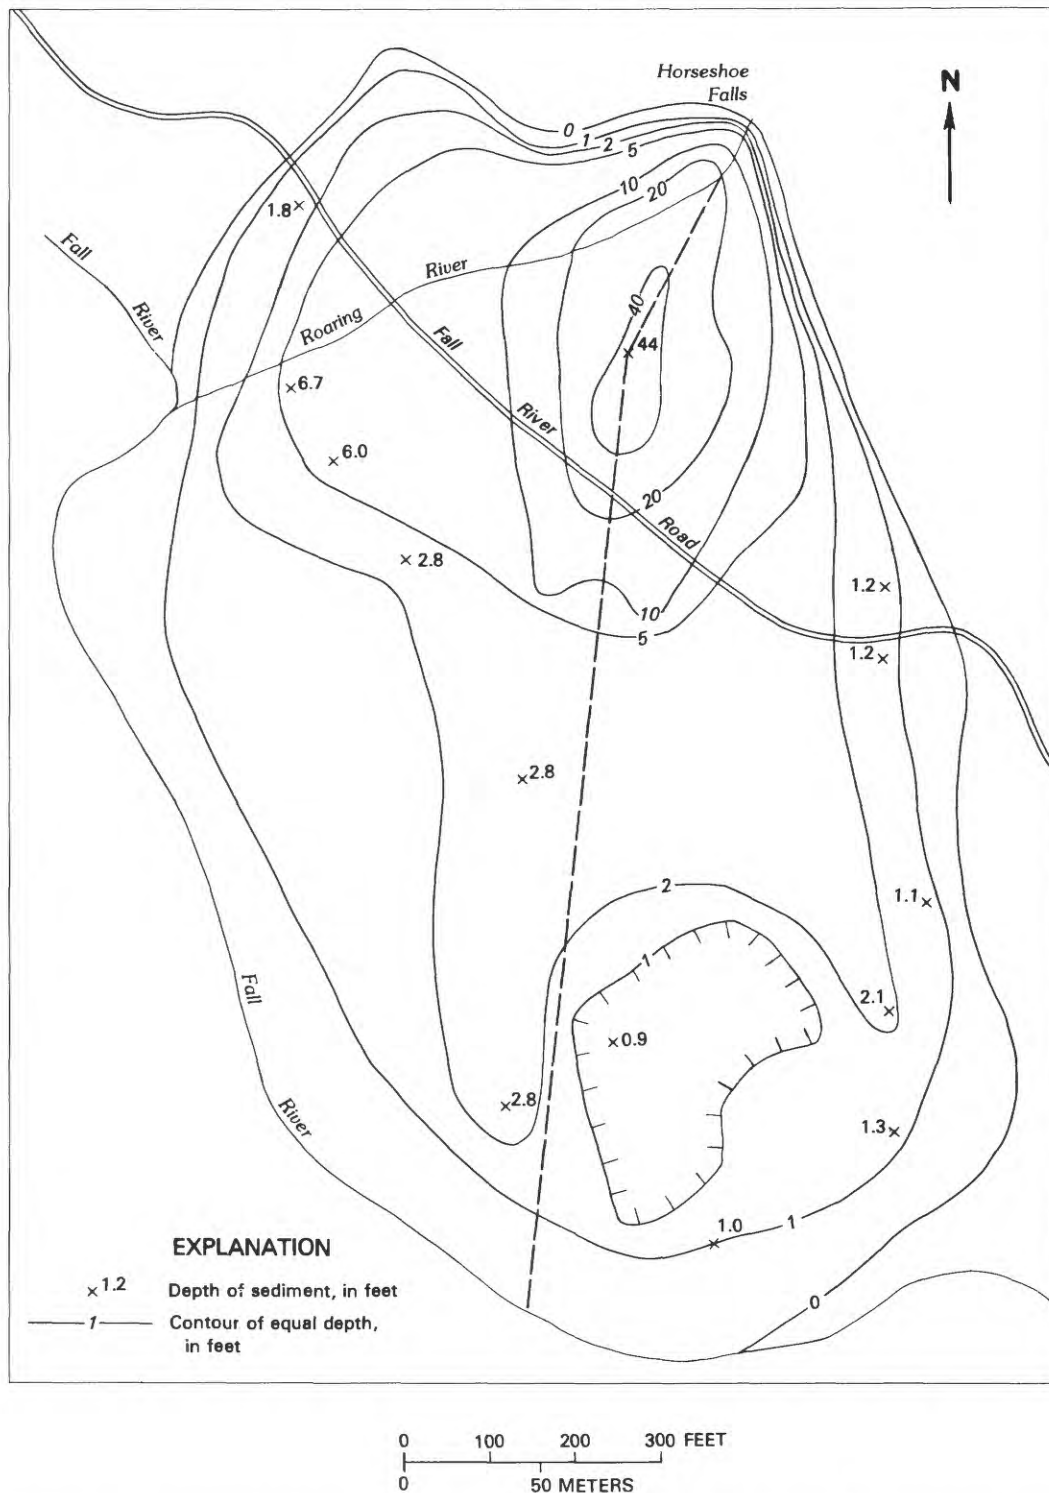 Horseshoe
Falls
N
0
1
2
5
10
20
1.8
Fall
River
River
Roaring
40
44
Fall
6.7
River
6.0
20
Road
2.8
1.2
10
5
1.2
2.8
2
1.1
1
Fall
2.1
0.9
River
2.8
1.3
1.0
1
EXPLANATION
0
1.2 Depth of sediment, in feet
1 Contour of equal depth,
in feet
0 100 200 300 FEET
0 50 METERS